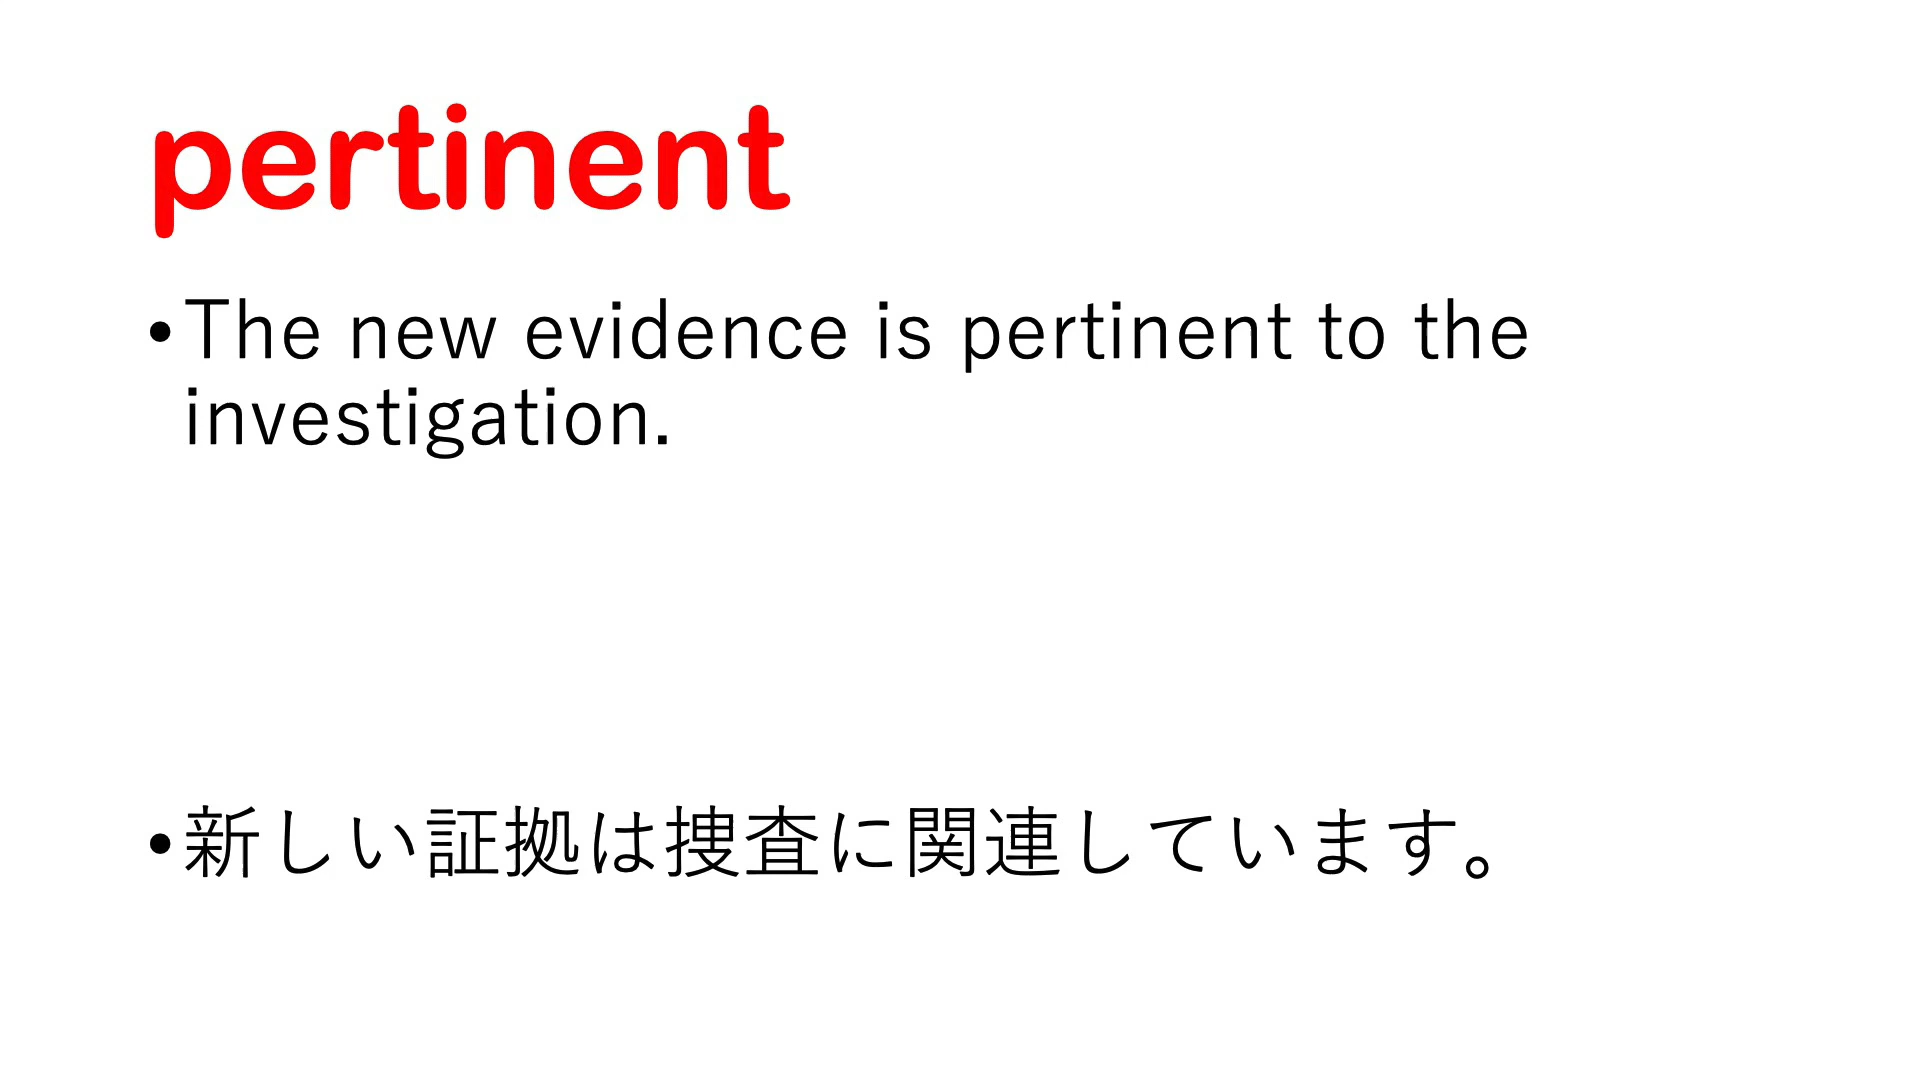 pertinent
•The new evidence is pertinent to the
investigation.
•新しい証拠は捜査に関連しています。